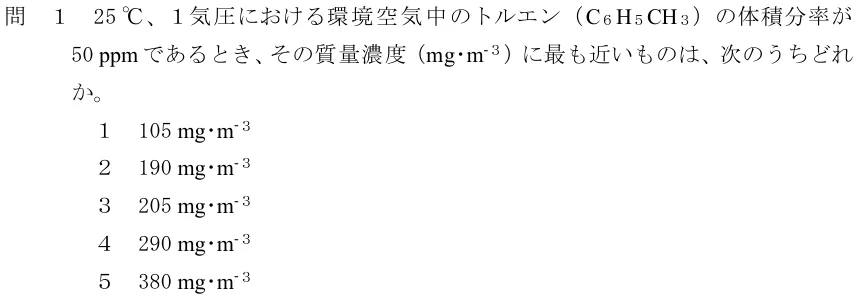 問 1 25 ℃、1気圧における環境空気中のトルエン（C₆H₅CH₃）の体積分率が
50 ppmであるとき、その質量濃度（mg･m⁻³）に最も近いものは、次のうちどれ
か。
1 105 mg･m⁻³
2 190 mg･m⁻³
3 205 mg･m⁻³
4 290 mg･m⁻³
5 380 mg･m⁻³